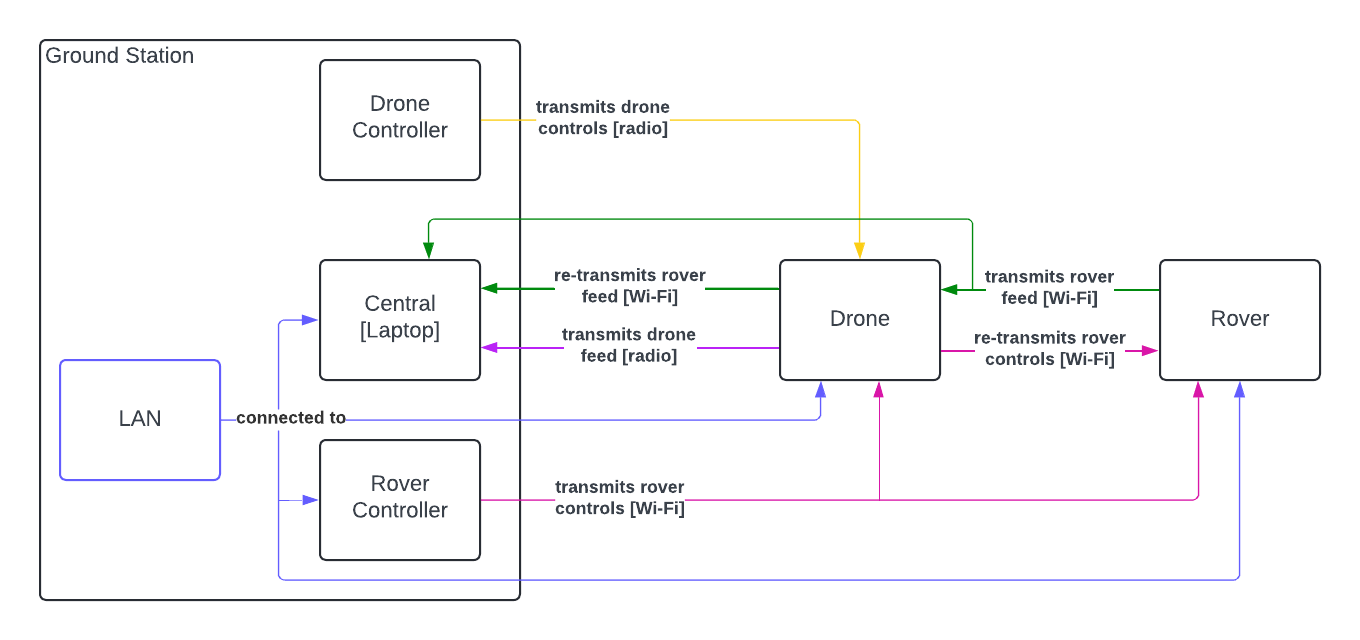 Ground Station
Drone
Controller
transmits drone
controls [radio]
Central
[Laptop]
re-transmits rover
feed [Wi-Fi]
transmits drone
feed [radio]
Drone
transmits rover
feed [Wi-Fi]
re-transmits rover
controls [Wi-Fi]
Rover
LAN
connected to
Rover
Controller
transmits rover
controls [Wi-Fi]